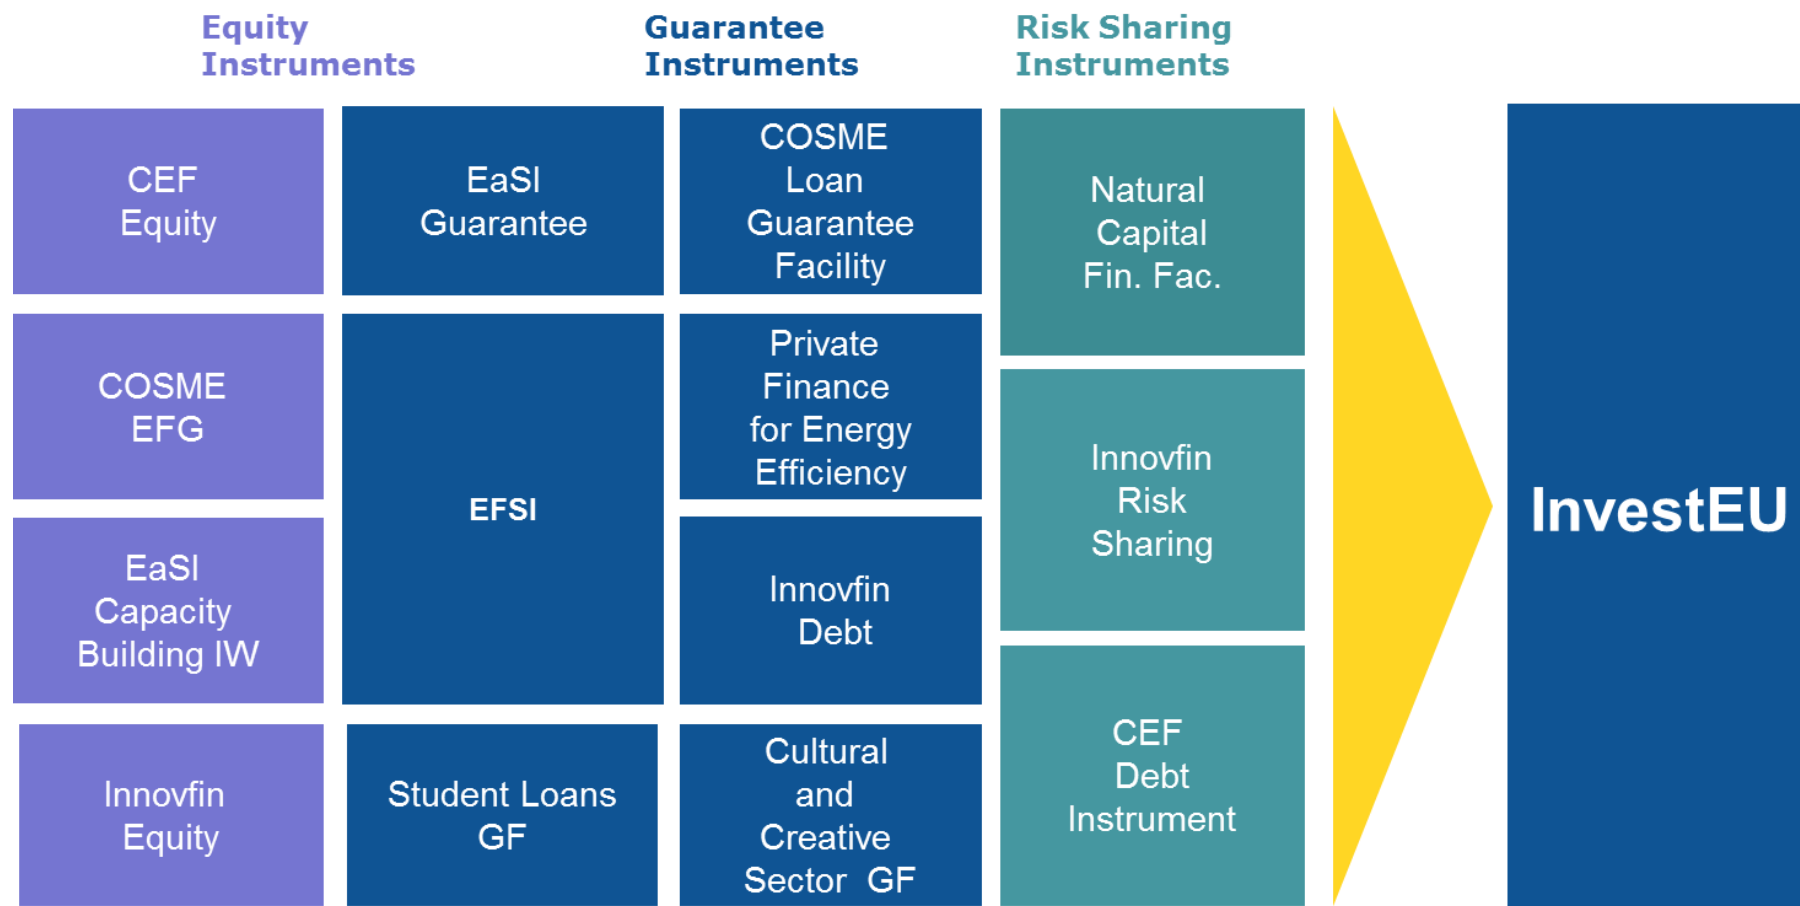 Equity
Instruments
Guarantee
Instruments
Risk Sharing
Instruments
CEF
Equity
COSME
EFG
EaSI
Capacity
Building IW
Innovfin
Equity
EaSI
Guarantee
EFSI
Student Loans
GF
COSME
Loan
Guarantee
Facility
Private
Finance
for Energy
Efficiency
Innovfin
Debt
Cultural
and
Creative
Sector GF
Natural
Capital
Fin. Fac.
Innovfin
Risk
Sharing
CEF
Debt
Instrument
InvestEU